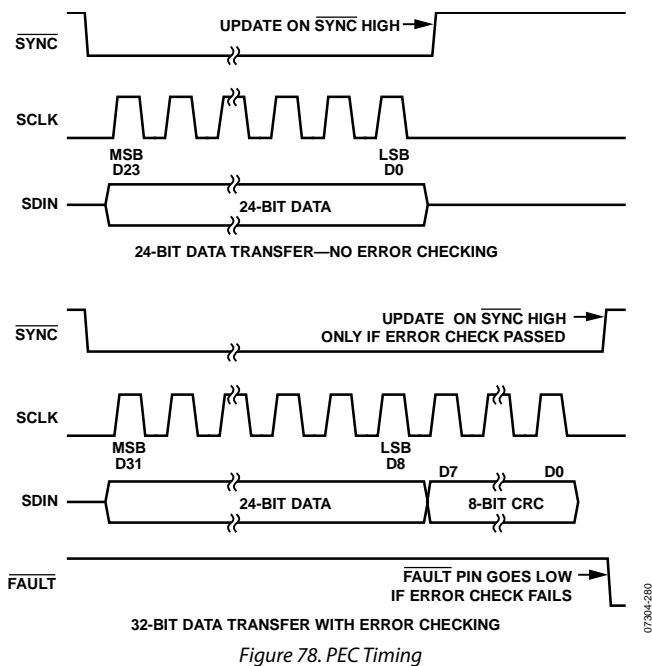 UPDATE ON SYNC HIGH
SYNC
SCLK
MSB
D23
LSB
D0
SDIN
24-BIT DATA
24-BIT DATA TRANSFER—NO ERROR CHECKING
UPDATE ON SYNC HIGH
ONLY IF ERROR CHECK PASSED
SYNC
SCLK
MSB
D31
LSB
D8
D7
D0
SDIN
24-BIT DATA
8-BIT CRC
FAULT
FAULT PIN GOES LOW
IF ERROR CHECK FAILS
32-BIT DATA TRANSFER WITH ERROR CHECKING
07304-280
Figure 78. PEC Timing